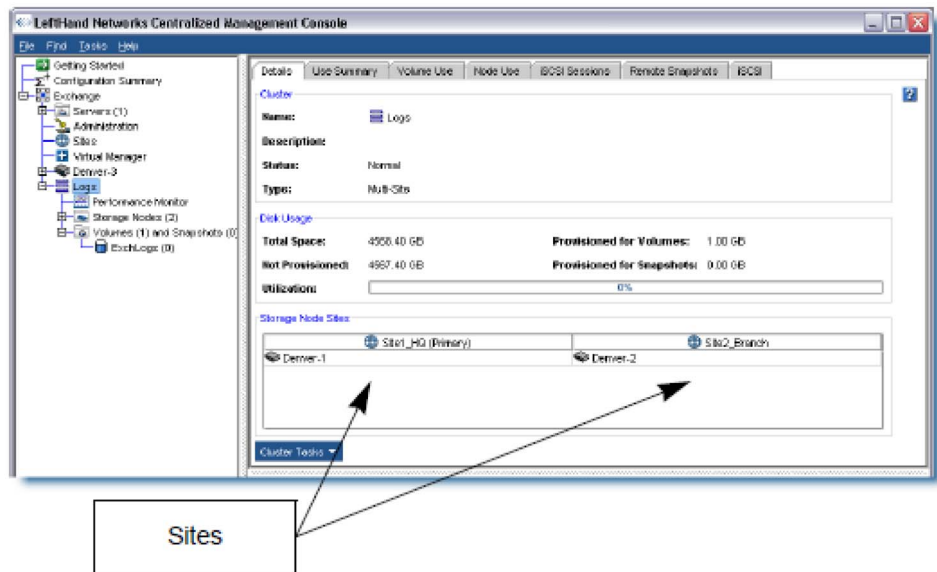 LeftHand Networks Centralized Management Console
File Find Tasks Help
Getting Started
Configuration Summary
Exchange
Servers (1)
Administration
Sites
Virtual Manager
Denver-3
Logs
Performance Monitor
Storage Nodes (2)
Volumes (1) and Snapshots (0)
ExchLogs (0)
Details Use Summary Volume Use Node Use iSCSI Sessions Remote Snapshots iSCSI
Cluster
Name: Logs
Description:
Status: Normal
Type: Multi-Site
Disk Usage
Total Space: 4568.40 GB Provisioned for Volumes: 1.00 GB
Not Provisioned: 4567.40 GB Provisioned for Snapshots: 0.00 GB
Utilization: 0%
Storage Node Sites
Site1_HQ (Primary) Site2_Branch
Denver-1 Denver-2
Cluster Tasks
Sites